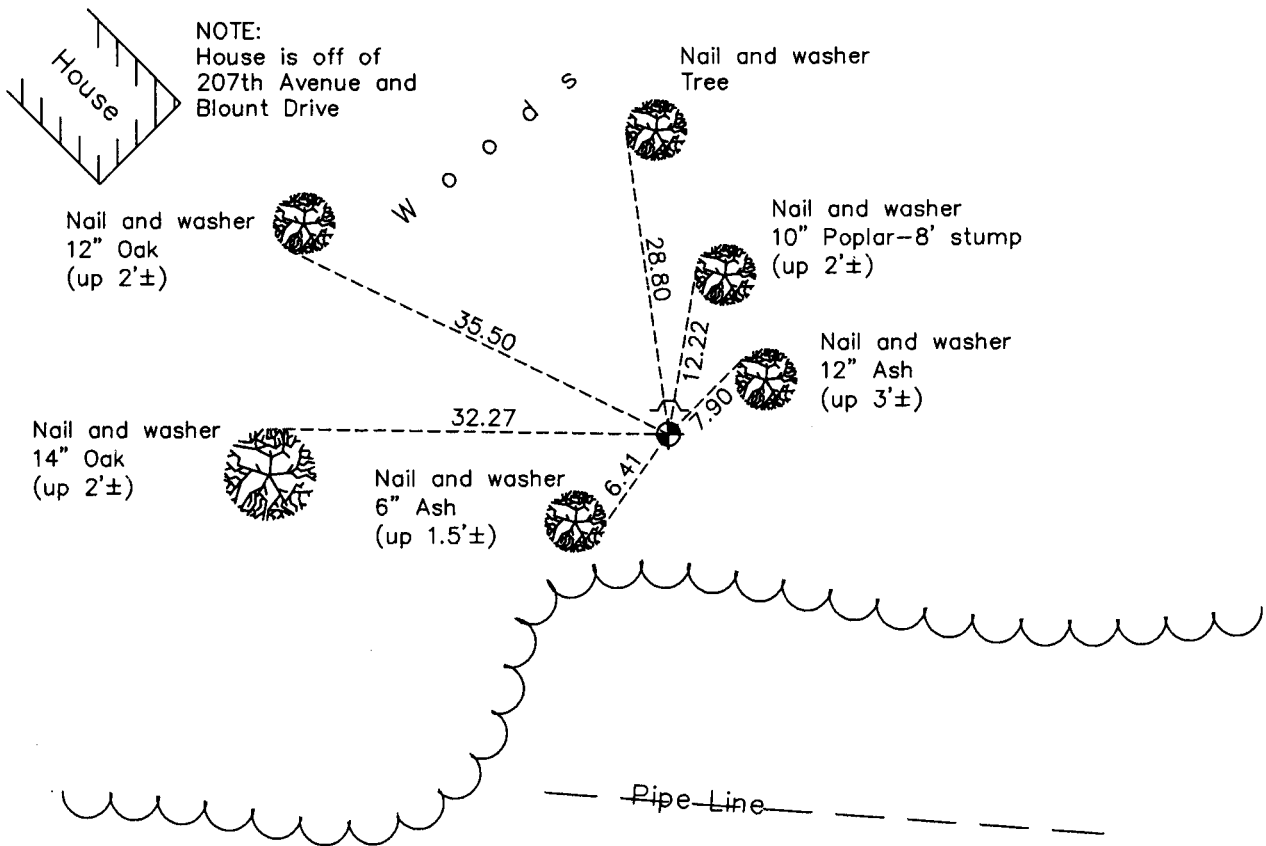 House
NOTE:
House is off of
207th Avenue and
Blount Drive
Woods
Nail and washer
Tree
Nail and washer
12" Oak
(up 2'±)
Nail and washer
10" Poplar-8' stump
(up 2'±)
28.80
35.50
12.22
Nail and washer
12" Ash
(up 3'±)
7.90
32.27
Nail and washer
14" Oak
(up 2'±)
Nail and washer
6" Ash
(up 1.5'±)
6.41
Pipe Line